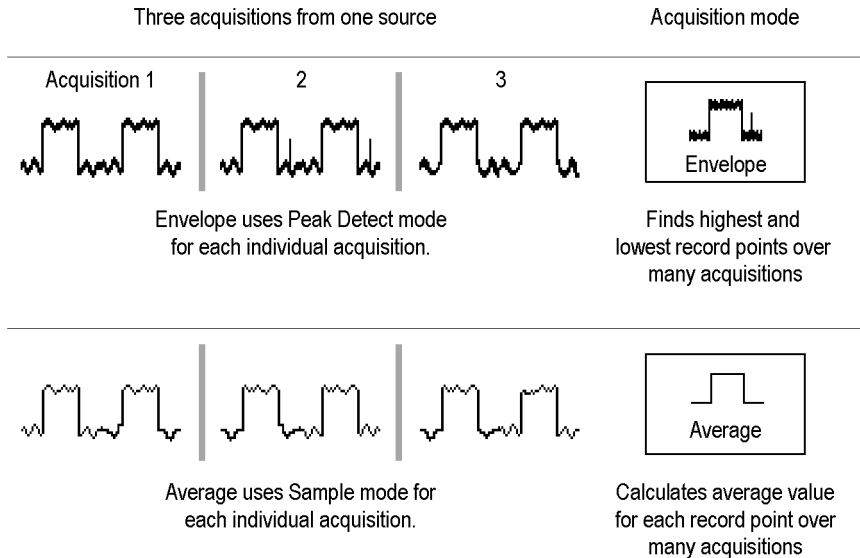 Three acquisitions from one source
Acquisition mode
Acquisition 1
2
3
Envelope
Envelope uses Peak Detect mode
for each individual acquisition.
Finds highest and
lowest record points over
many acquisitions
Average
Average uses Sample mode for
each individual acquisition.
Calculates average value
for each record point over
many acquisitions